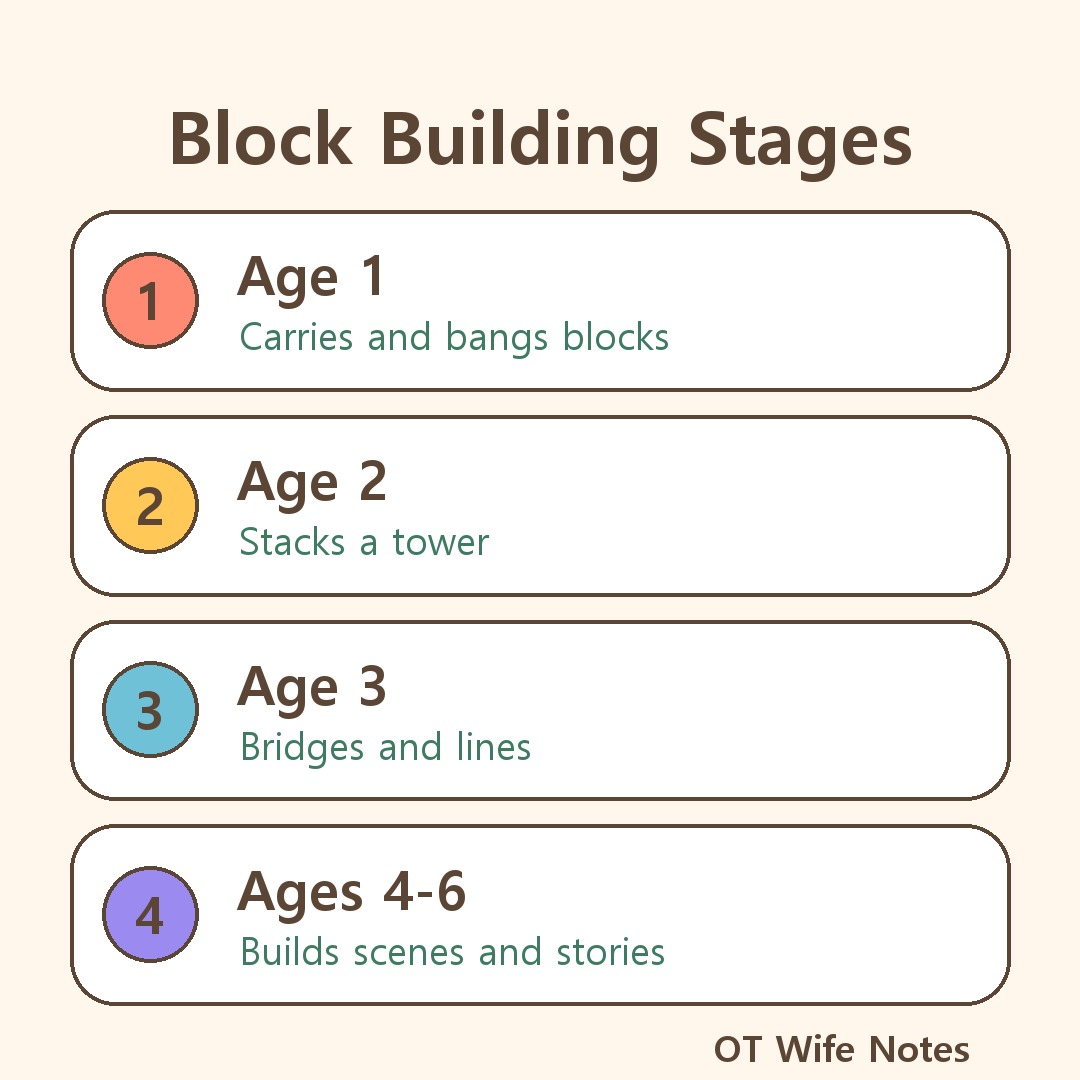 Block Building Stages
1
Age 1
Carries and bangs blocks
2
Age 2
Stacks a tower
3
Age 3
Bridges and lines
4
Ages 4-6
Builds scenes and stories
OT Wife Notes